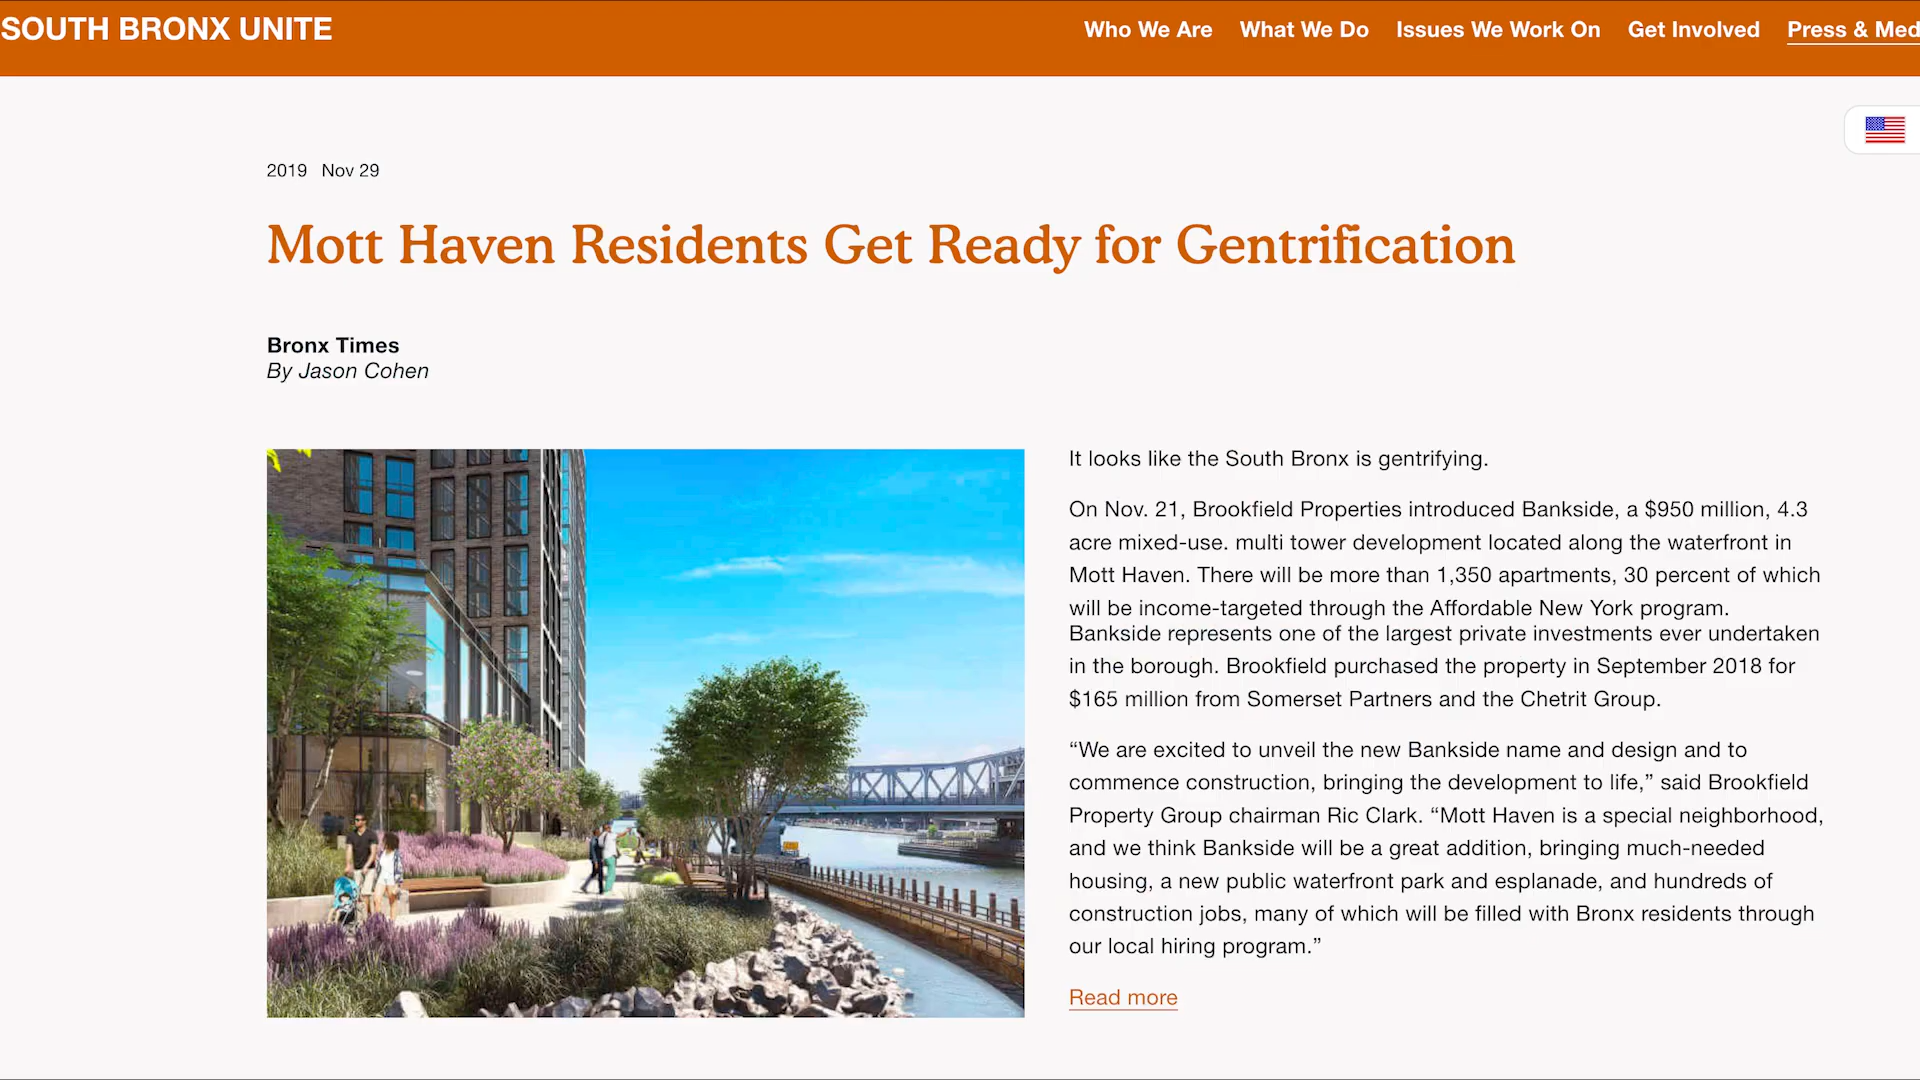 SOUTH BRONX UNITE
Who We Are What We Do Issues We Work On Get Involved Press & Med
2019 Nov 29
Mott Haven Residents Get Ready for Gentrification
Bronx Times
By Jason Cohen
It looks like the South Bronx is gentrifying.
On Nov. 21, Brookfield Properties introduced Bankside, a $950 million, 4.3
acre mixed-use. multi tower development located along the waterfront in
Mott Haven. There will be more than 1,350 apartments, 30 percent of which
will be income-targeted through the Affordable New York program.
Bankside represents one of the largest private investments ever undertaken
in the borough. Brookfield purchased the property in September 2018 for
$165 million from Somerset Partners and the Chetrit Group.
“We are excited to unveil the new Bankside name and design and to
commence construction, bringing the development to life,” said Brookfield
Property Group chairman Ric Clark. “Mott Haven is a special neighborhood,
and we think Bankside will be a great addition, bringing much-needed
housing, a new public waterfront park and esplanade, and hundreds of
construction jobs, many of which will be filled with Bronx residents through
our local hiring program.”
Read more